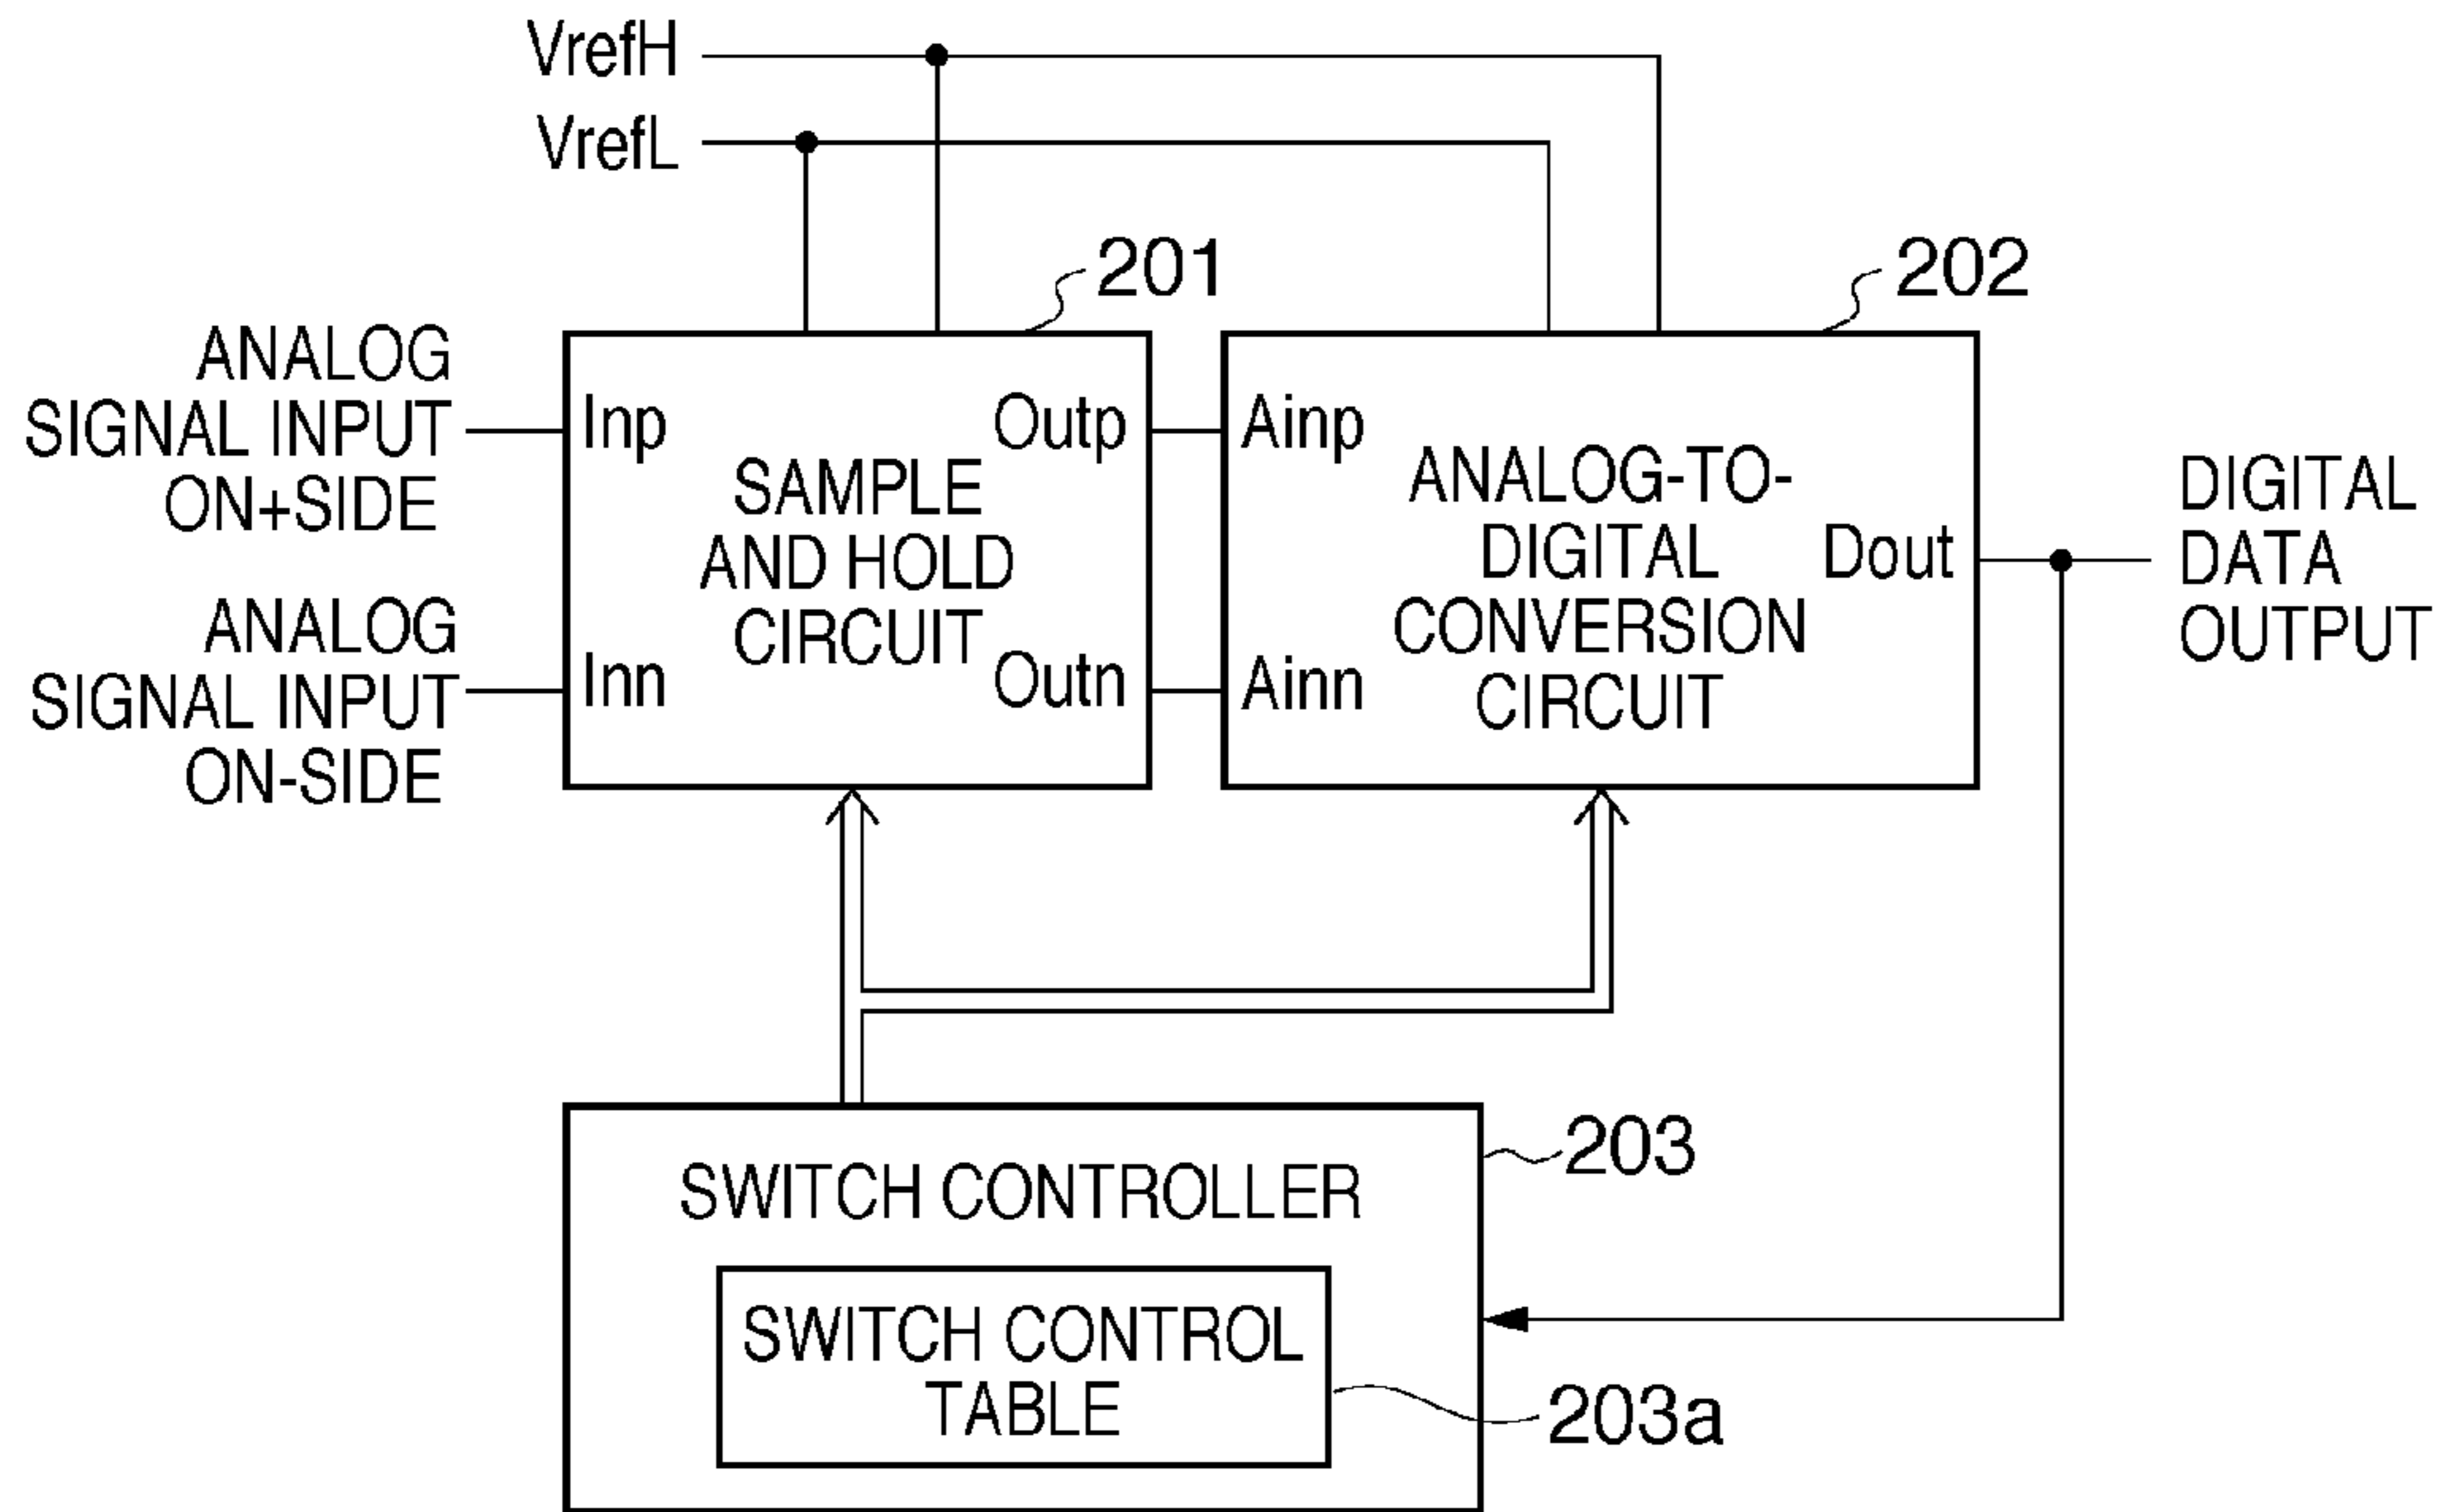 VrefH
VrefL
201
202
ANALOG
SIGNAL INPUT
ON+SIDE
ANALOG
SIGNAL INPUT
ON-SIDE
Inp
Outp
SAMPLE
AND HOLD
CIRCUIT
Inn
Outn
Ainp
ANALOG-TO-
DIGITAL
CONVERSION
CIRCUIT
Dout
Ainn
DIGITAL
DATA
OUTPUT
SWITCH CONTROLLER
203
SWITCH CONTROL
TABLE
203a